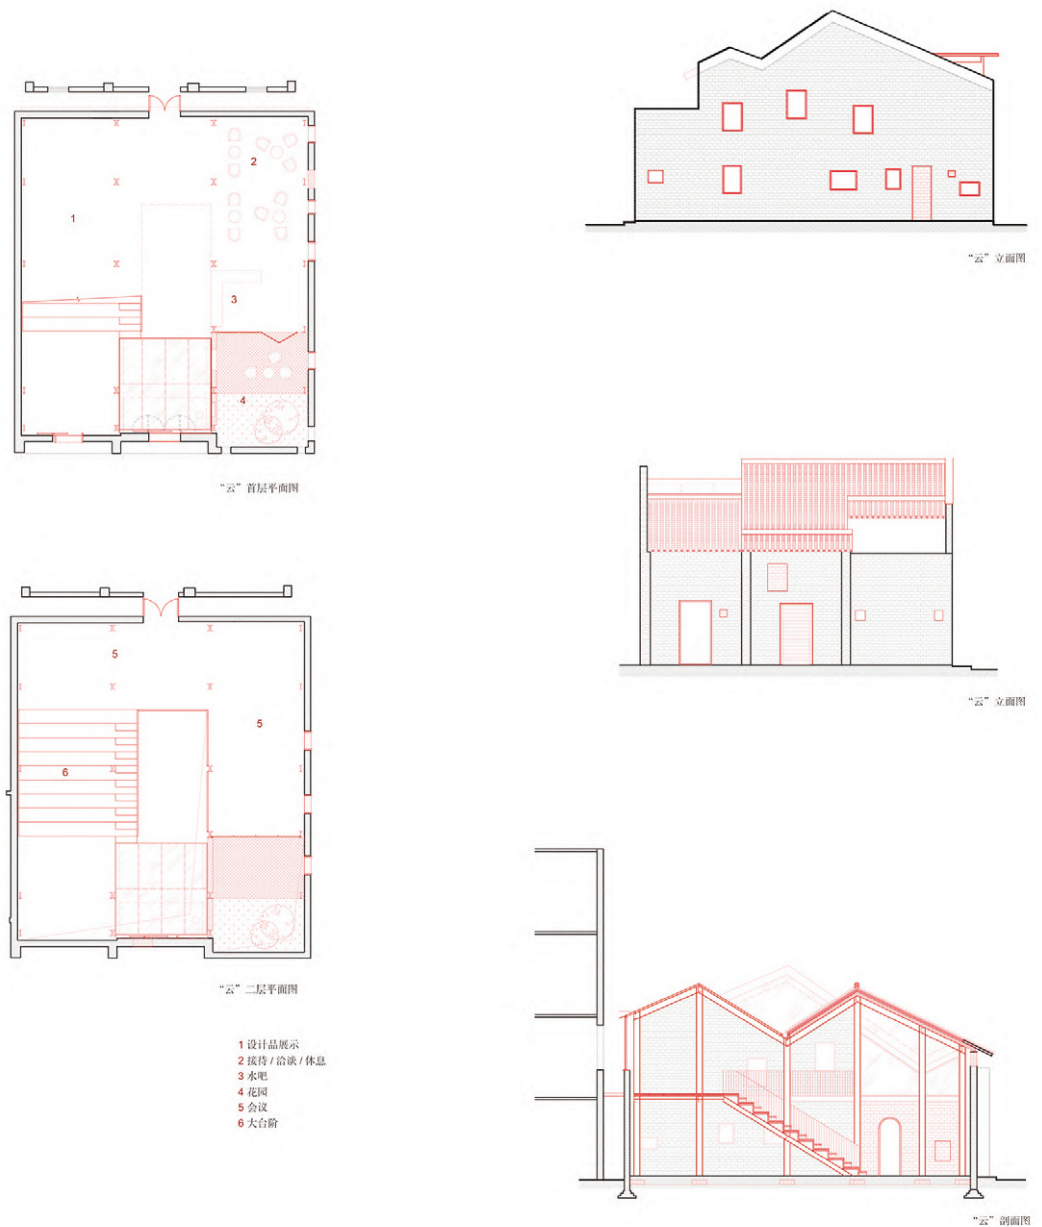 1
2
3
4
"云" 首层平面图
5
5
6
"云" 二层平面图
1 设计品展示
2 接待 / 洽谈 / 休息
3 水吧
4 花园
5 会议
6 大台阶
"云" 立面图
"云" 立面图
"云" 剖面图